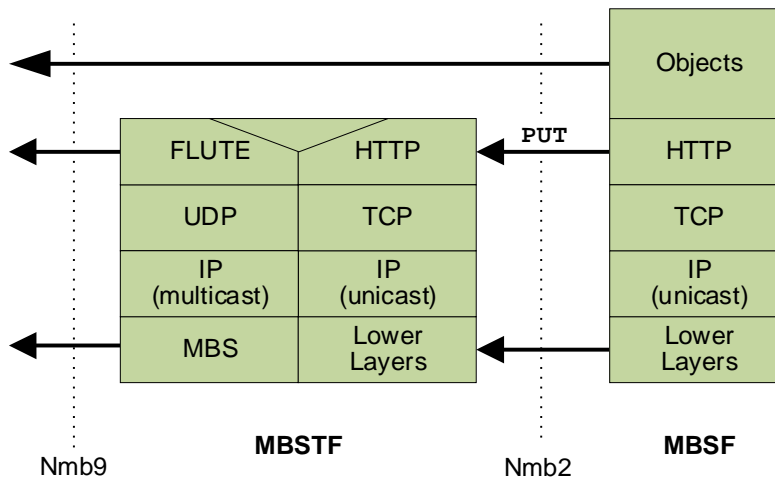 Objects
PUT
FLUTE
HTTP
HTTP
UDP
TCP
TCP
IP
(multicast)
IP
(unicast)
IP
(unicast)
MBS
Lower
Layers
Lower
Layers
MBSTF
MBSF
Nmb9
Nmb2